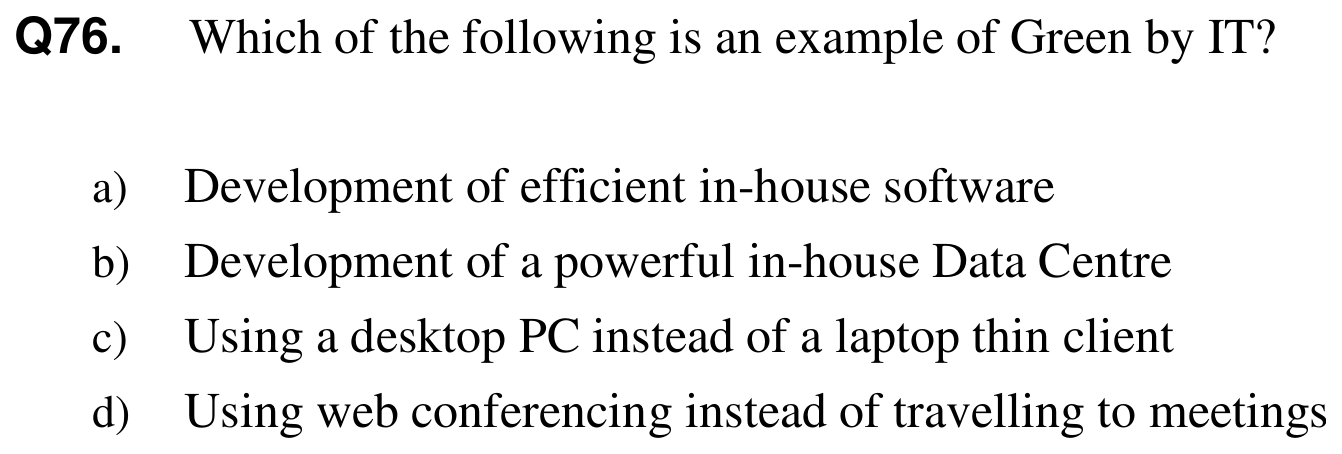 Q76. Which of the following is an example of Green by IT?
a) Development of efficient in-house software
b) Development of a powerful in-house Data Centre
c) Using a desktop PC instead of a laptop thin client
d) Using web conferencing instead of travelling to meetings